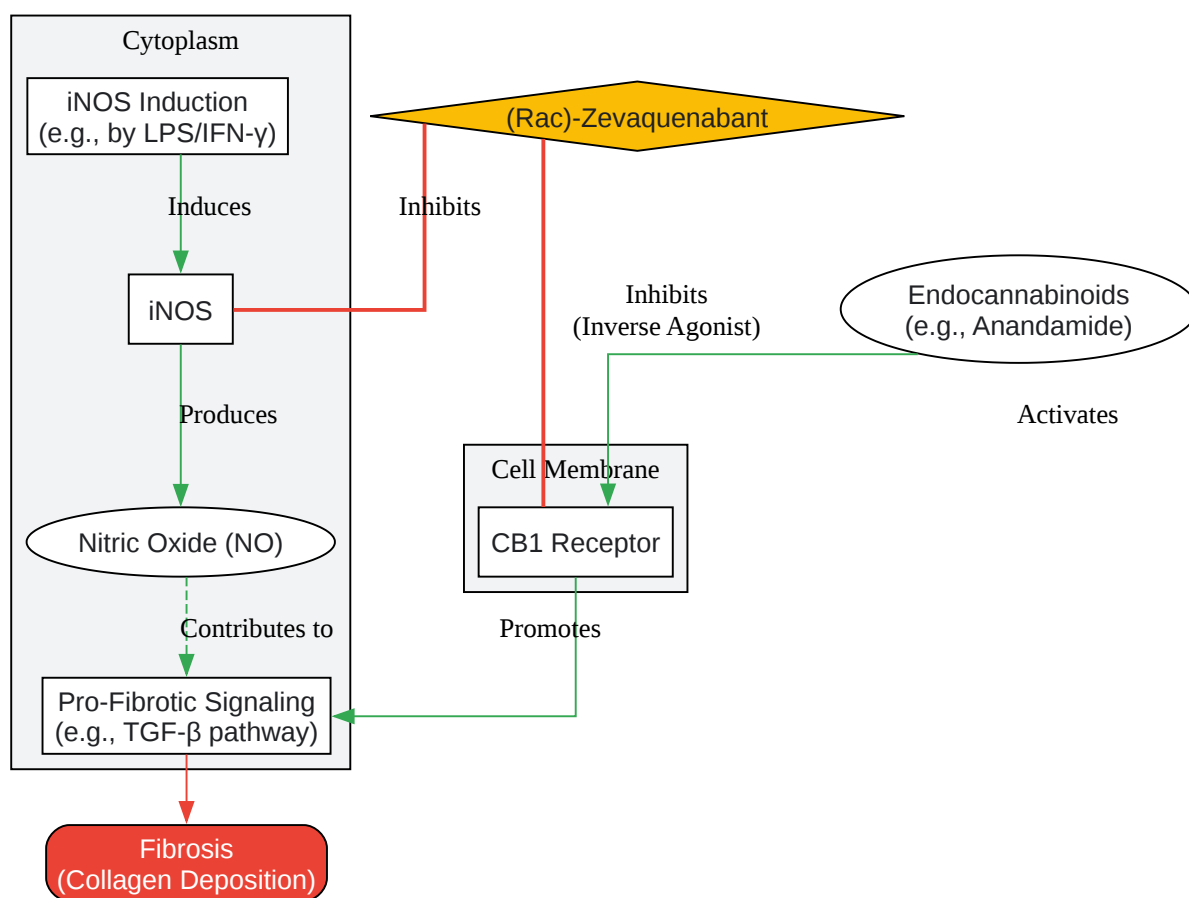 Cytoplasm
iNOS Induction
(e.g., by LPS/IFN-γ)
(Rac)-Zevaquenabant
Induces
Inhibits
iNOS
Inhibits
(Inverse Agonist)
Endocannabinoids
(e.g., Anandamide)
Produces
Activates
Cell Membrane
Nitric Oxide (NO)
CB1 Receptor
Contributes to
Promotes
Pro-Fibrotic Signaling
(e.g., TGF-β pathway)
Fibrosis
(Collagen Deposition)